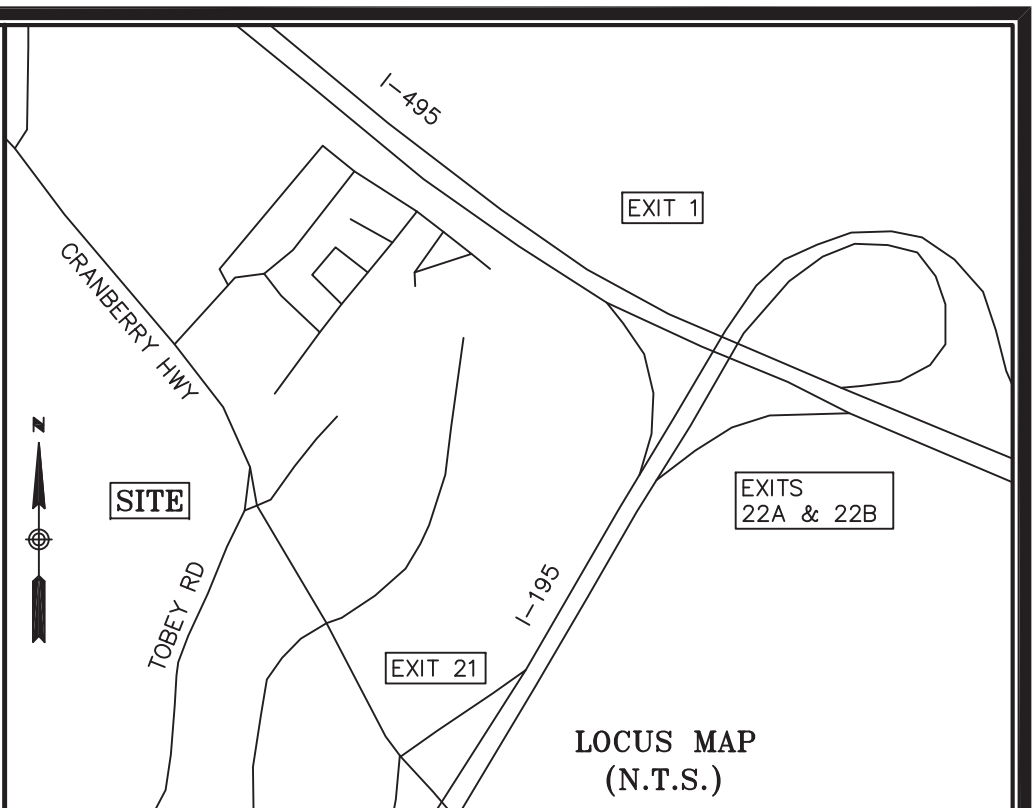 I-495
EXIT 1
CRANBERRY HWY
N
SITE
EXITS
22A & 22B
TOBEY RD
I-195
EXIT 21
LOCUS MAP
(N.T.S.)